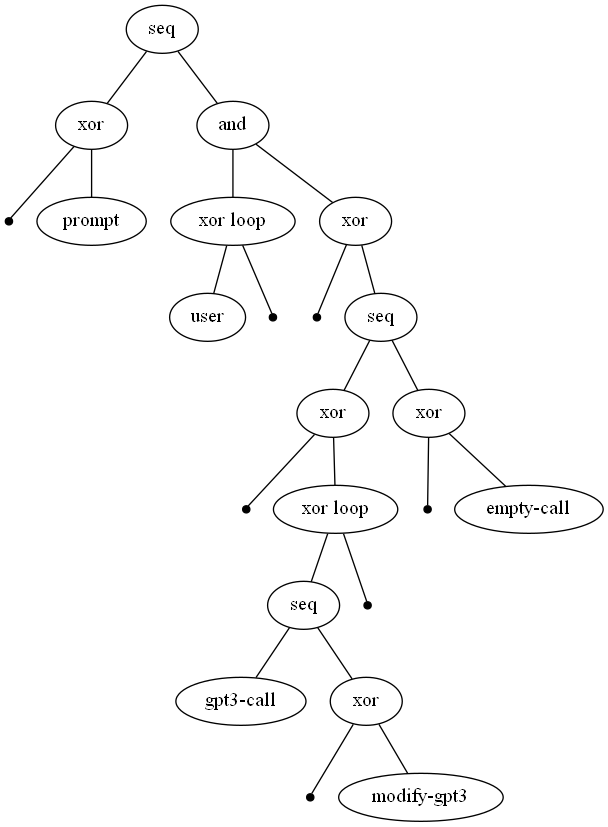 seq
xor
and
prompt
xor loop
xor
user
seq
xor
xor
xor loop
empty-call
seq
gpt3-call
xor
modify-gpt3